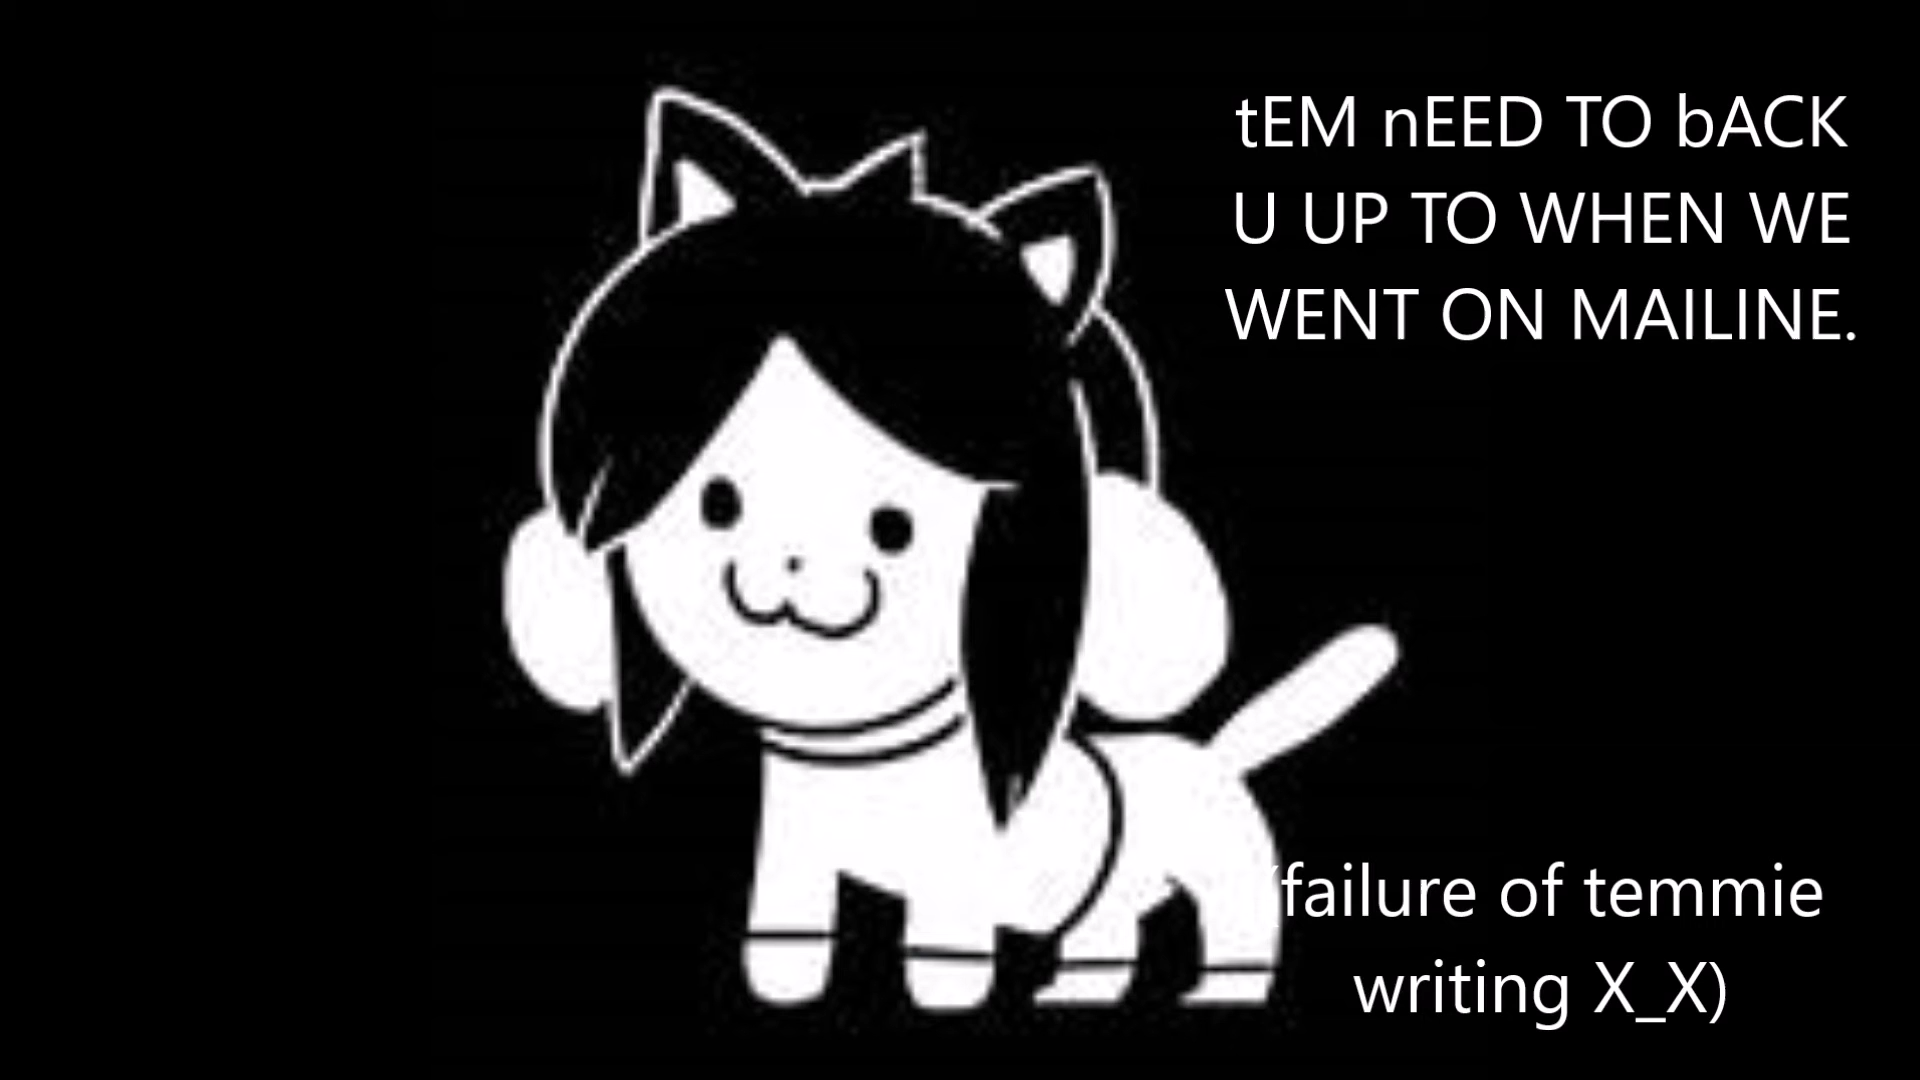 tEM nEED TO bACK
U UP TO WHEN WE
WENT ON MAILINE.
(failure of temmie
writing X_X)